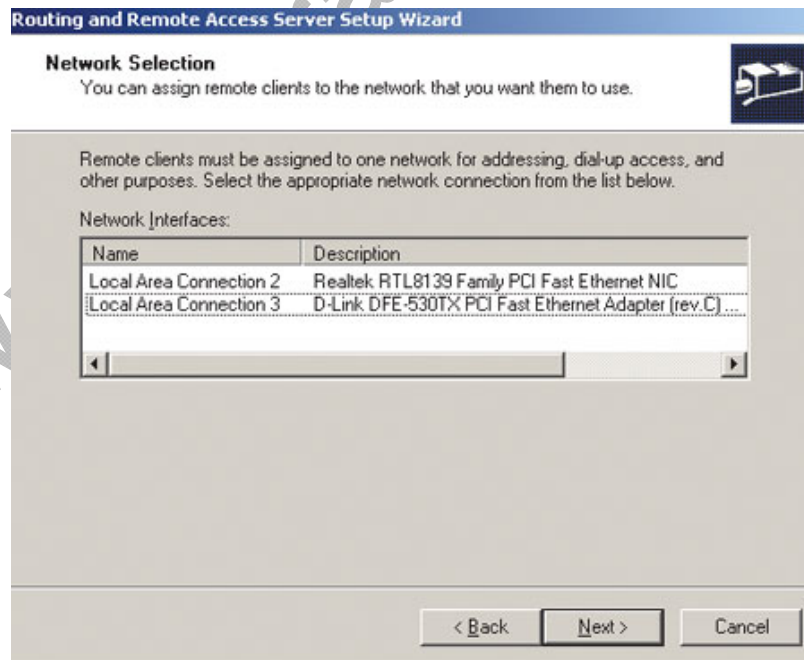 Routing and Remote Access Server Setup Wizard
Network Selection
You can assign remote clients to the network that you want them to use.
Remote clients must be assigned to one network for addressing, dial-up access, and
other purposes. Select the appropriate network connection from the list below.
Network Interfaces:
Name Description
Local Area Connection 2 Realtek RTL8139 Family PCI Fast Ethernet NIC
Local Area Connection 3 D-Link DFE-530TX PCI Fast Ethernet Adapter (rev.C) ...
< Back Next > Cancel